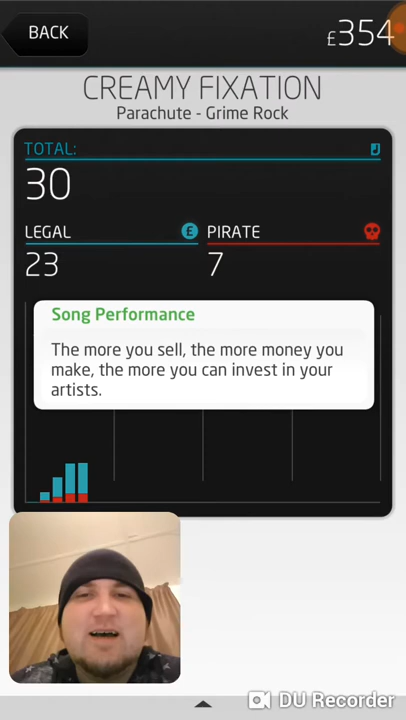 BACK
£354
CREAMY FIXATION
Parachute - Grime Rock
TOTAL:
30
LEGAL
PIRATE
23
7
Song Performance
The more you sell, the more money you
make, the more you can invest in your
artists.
DU Recorder